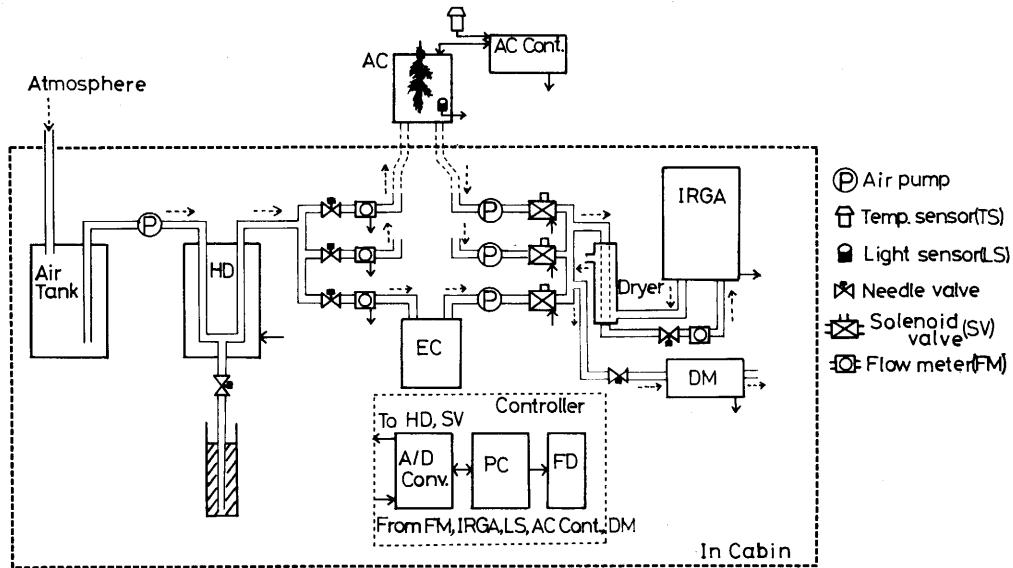 TS
AC
AC Cont.
Atmosphere
P
Air
Tank
HD
P
P
P
EC
IRGA
Dryer
DM
Controller
To HD, SV
A/D
Conv.
PC
FD
From FM, IRGA, LS, AC Cont., DM
In Cabin
P Air pump
Temp. sensor(TS)
Light sensor(LS)
Needle valve
Solenoid
valve(SV)
Flow meter(FM)